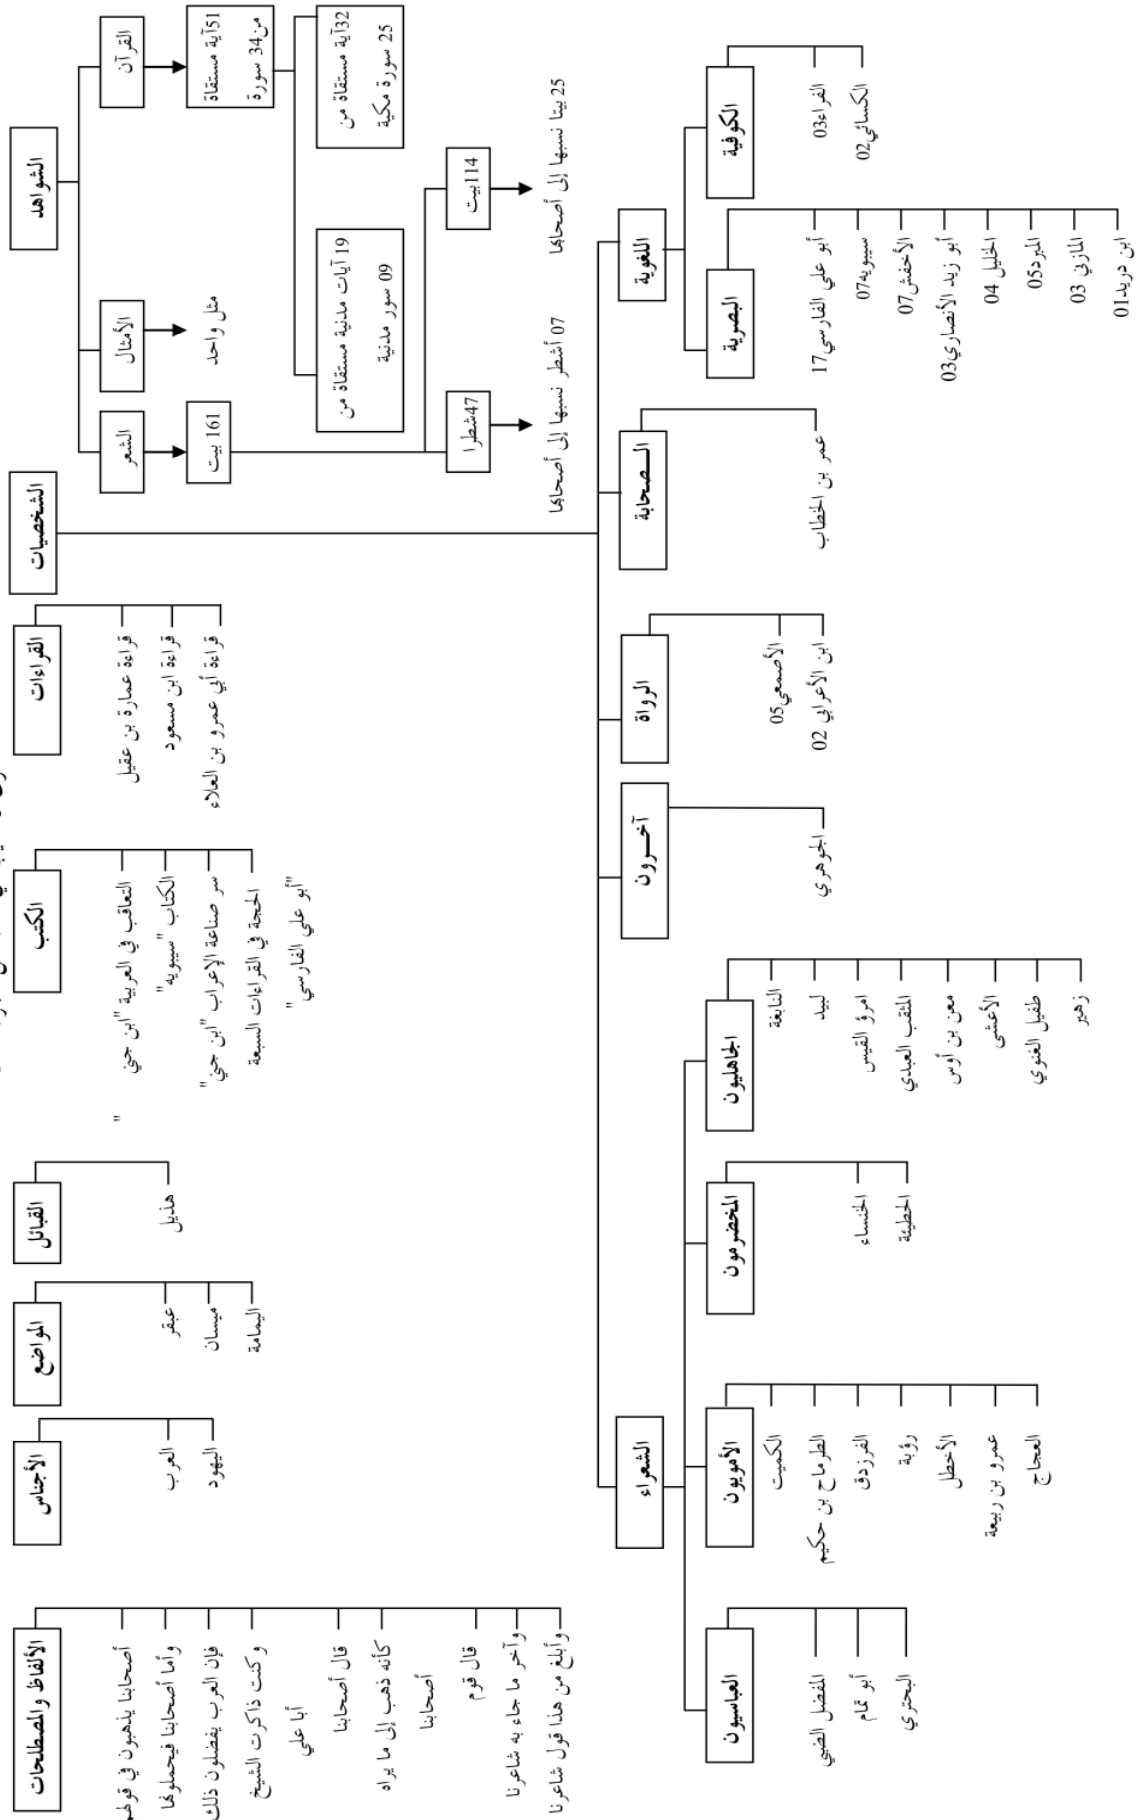 الشواهد
القرآن
51آية مستقاة
من34 سورة
32آية مستقاة من
25 سورة مكية
19 آيات مدنية مستقاة من
09 سور مدنية
الأمثال
مثل واحد
الشعر
161 بيت
114بيت
25 بيتا نسبها إلى أصحابها
47شطرا
07 أشطر نسبها إلى أصحابها
الشخصيات
اللغوية
الكوفية
الفراء03
الكسائي02
البصرية
أبو علي الفارسي17
سيبويه07
الأخفش07
أبو زيد الأنصاري03
الخليل 04
المبرد05
المازني 03
ابن دريد01
الصحابة
عمر بن الخطاب
الرواة
الأصمعي05
ابن الأعرابي 02
آخرون
الجوهري
الشعراء
الجاهليون
النابغة
لبيد
امرؤ القيس
المثقب العبدي
معن بن أوس
الأعشى
طفيل الغنوي
زهير
المخضرمون
الخنساء
الحطيئة
الأمويون
الكميت
الطرماح بن حكيم
الفرزدق
رؤبة
الأخطل
عمرو بن ربيعة
العجاج
العباسيون
المفضل الضبي
أبو تمام
البحتري
القراءات
قراءة عمارة بن عقيل
قراءة ابن مسعود
قراءة أبي عمرو بن العلاء
الكتب
التعاقب في العربية "ابن جني
"
الكتاب "سيبويه"
سر صناعة الإعراب "ابن جني"
الحجة في القراءات السبعة
"أبو علي الفارسي"
القبائل
هذيل
المواضع
عبقر
ميسان
اليمامة
الأجناس
العرب
اليهود
الألفاظ والمصطلحات
أصحابنا يذهبون في قولهم
وأما أصحابنا فيحملونها
فإن العرب يفضلون ذلك
وكنت ذاكرت الشيخ
أبا علي
قال أصحابنا
كأنه ذهب إلى ما يراه
أصحابنا
قال قوم
وآخر ما جاء به شاعرنا
وأبلغ من هذا قول شاعرنا